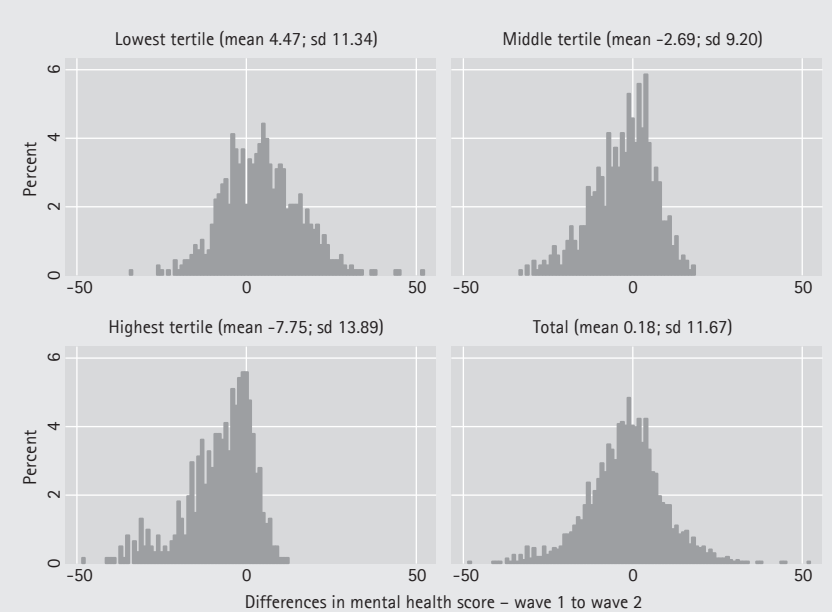 Lowest tertile (mean 4.47; sd 11.34)
Middle tertile (mean -2.69; sd 9.20)
Percent
6
4
2
0
-50 0 50
-50 0 50
Highest tertile (mean -7.75; sd 13.89)
Total (mean 0.18; sd 11.67)
Percent
6
4
2
0
-50 0 50
-50 0 50
Differences in mental health score – wave 1 to wave 2